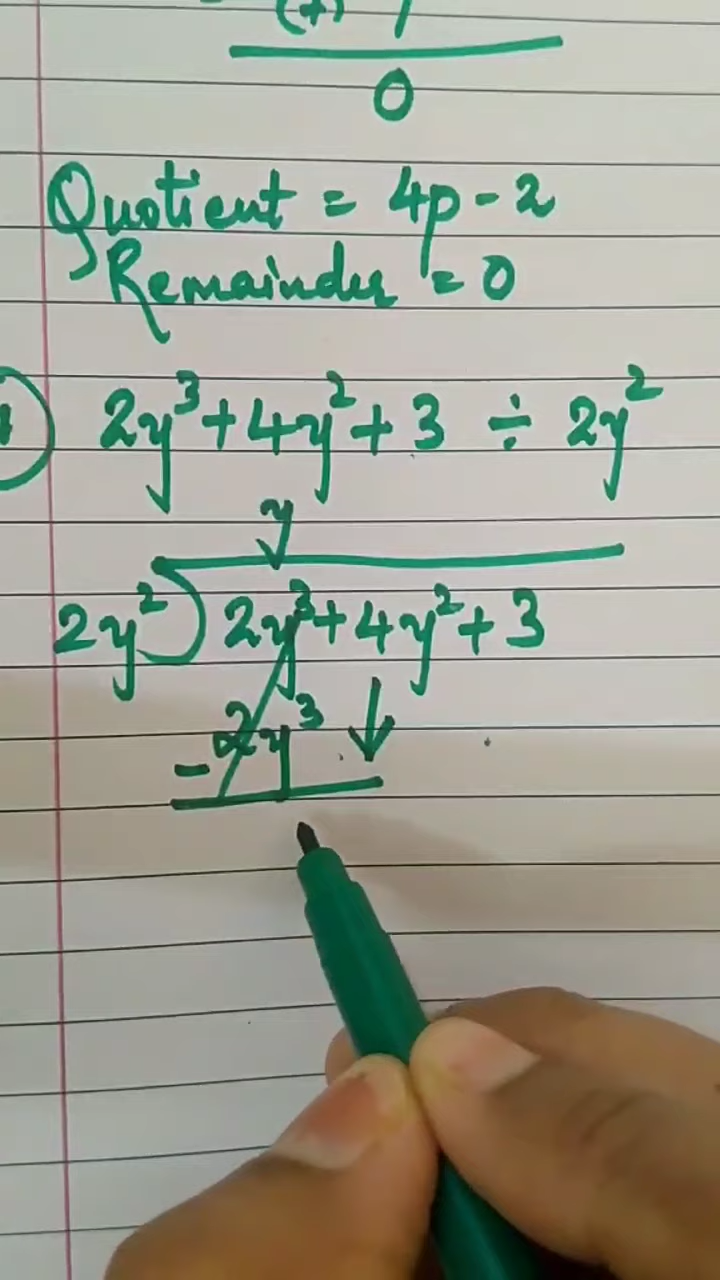 (+)
0
Quotient = 4p - 2
Remainder = 0
2y³ + 4y² + 3 ÷ 2y²
y
2y² ) 2y³ + 4y² + 3
- 2y³ ↓